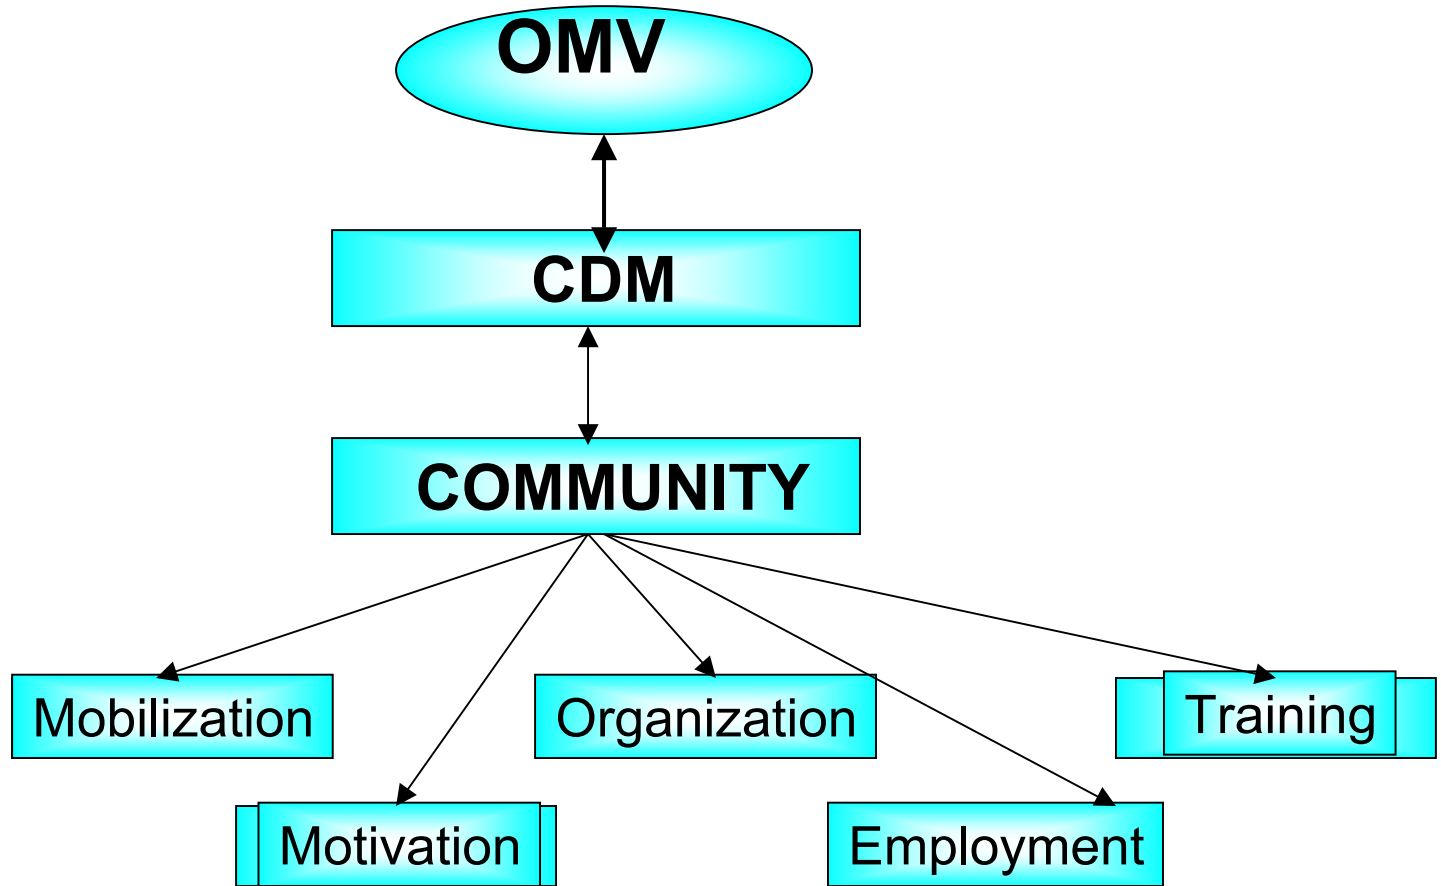 OMV
CDM
COMMUNITY
Mobilization
Organization
Training
Motivation
Employment